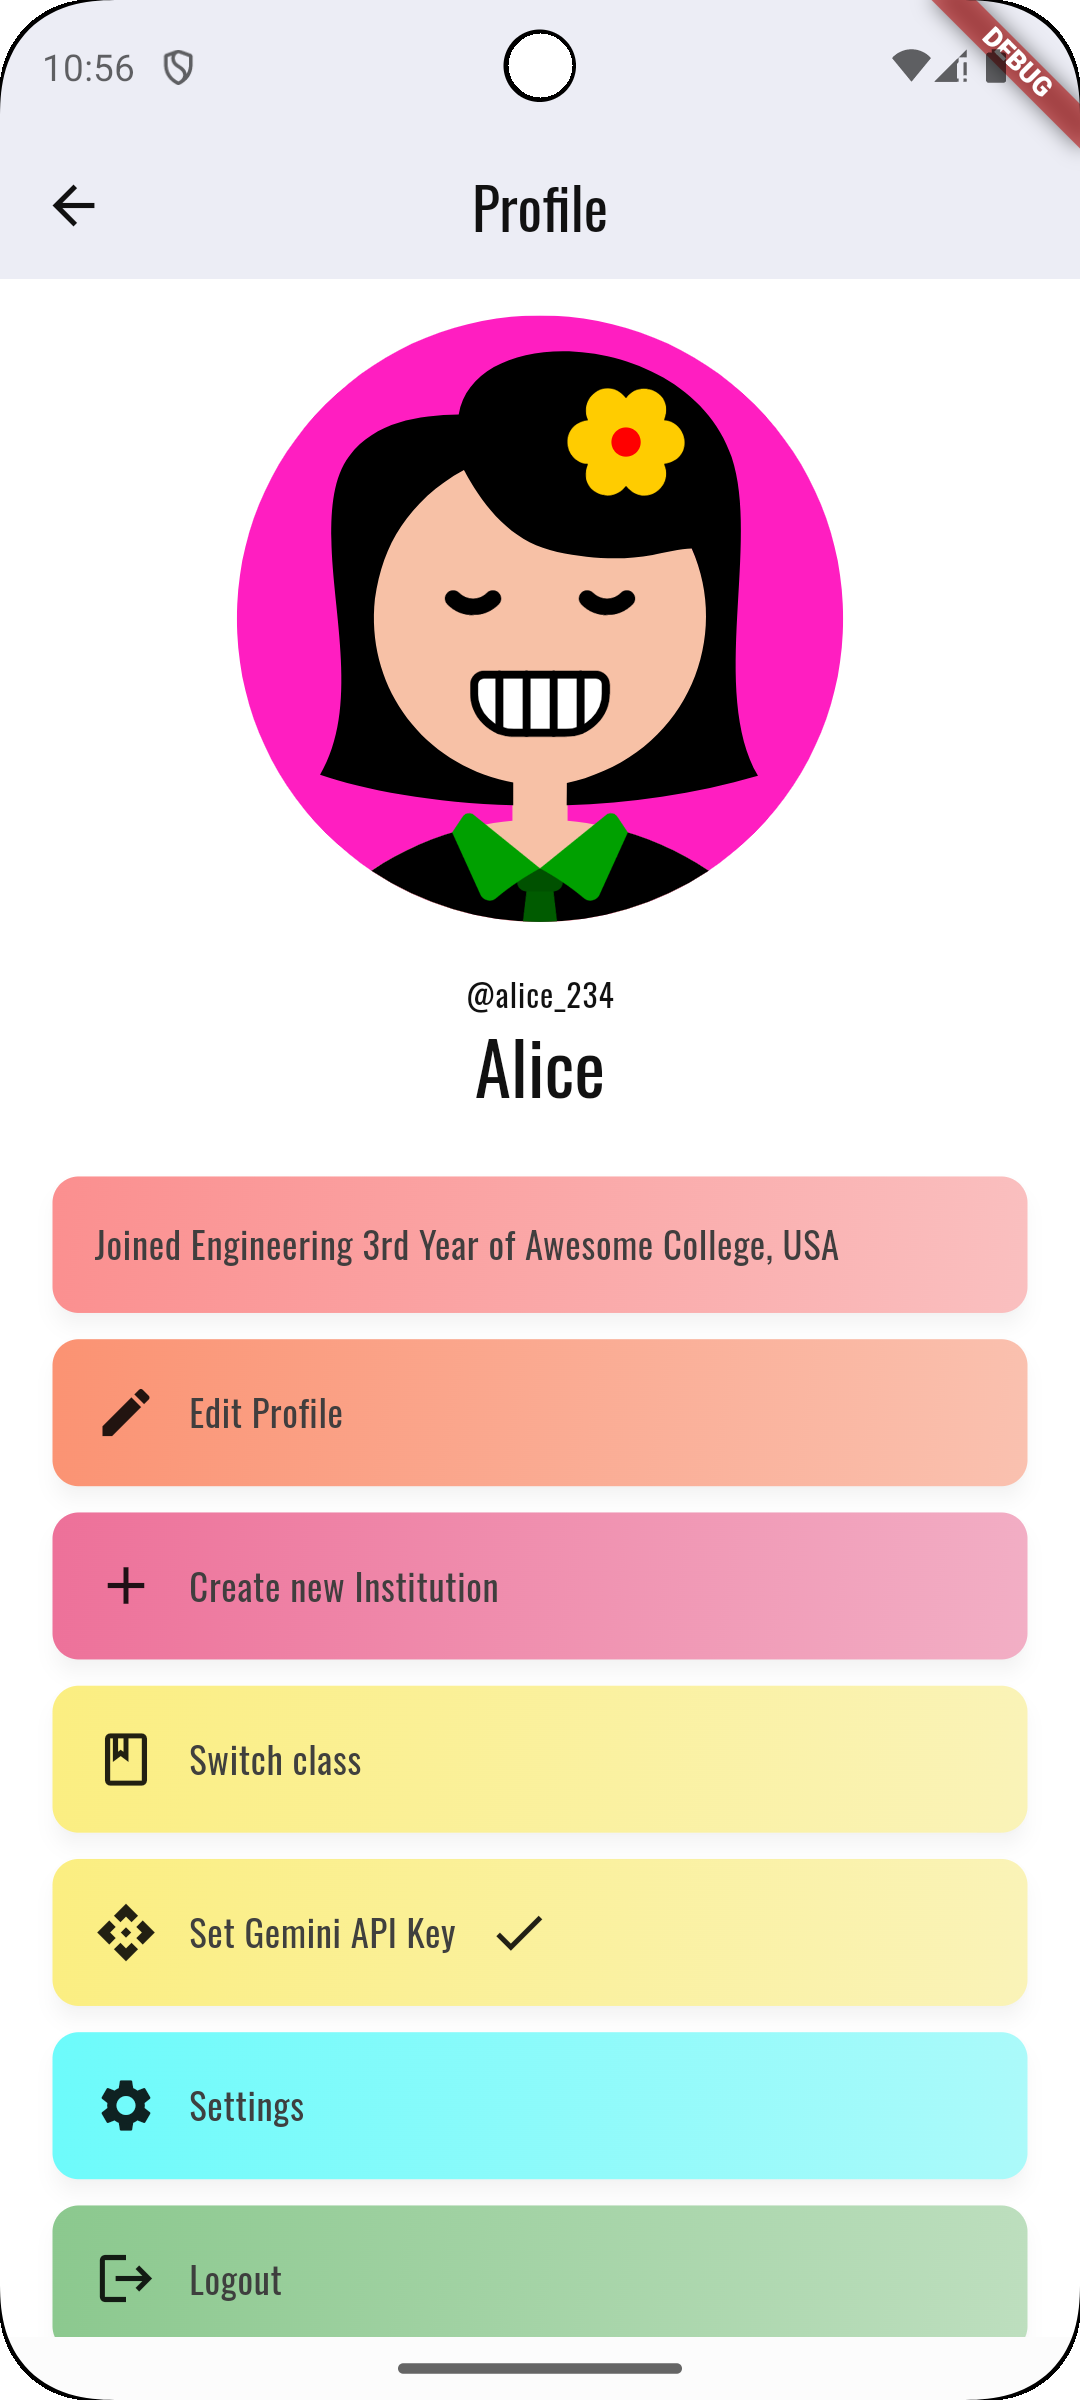 10:56
DEBUG
Profile
@alice_234
Alice
Joined Engineering 3rd Year of Awesome College, USA
Edit Profile
Create new Institution
Switch class
Set Gemini API Key
Settings
Logout